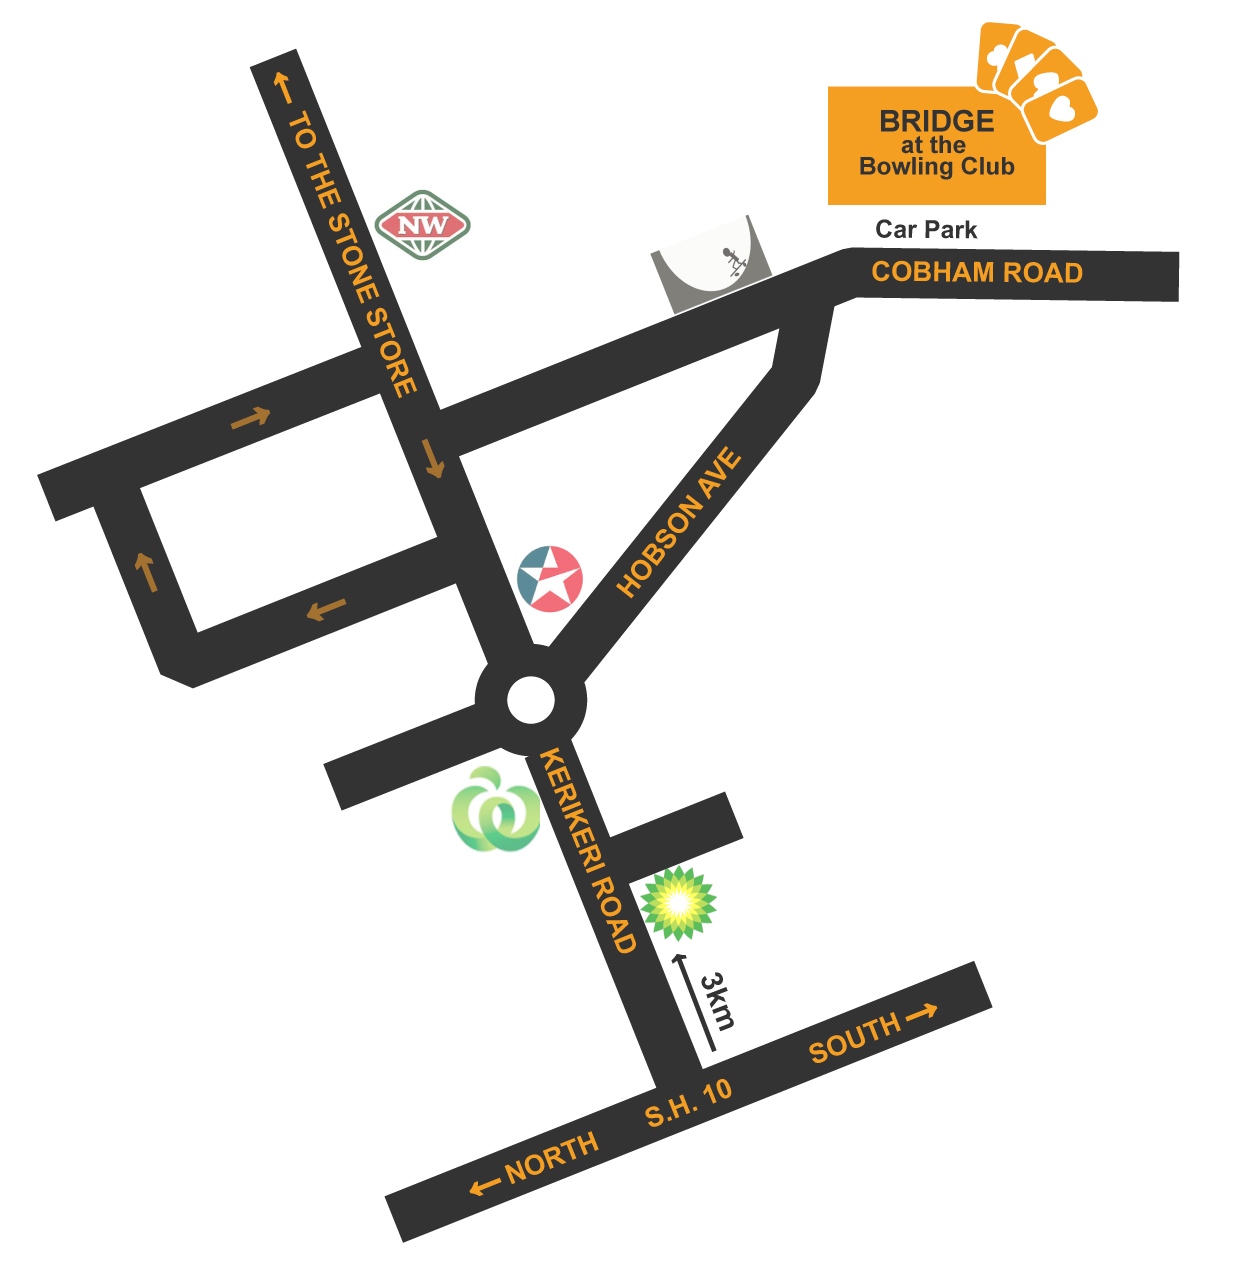 BRIDGE
at the
Bowling Club
TO THE STONE STORE
NW
Car Park
COBHAM ROAD
HOBSON AVE
KERIKERI ROAD
3km
SOUTH
S.H. 10
NORTH